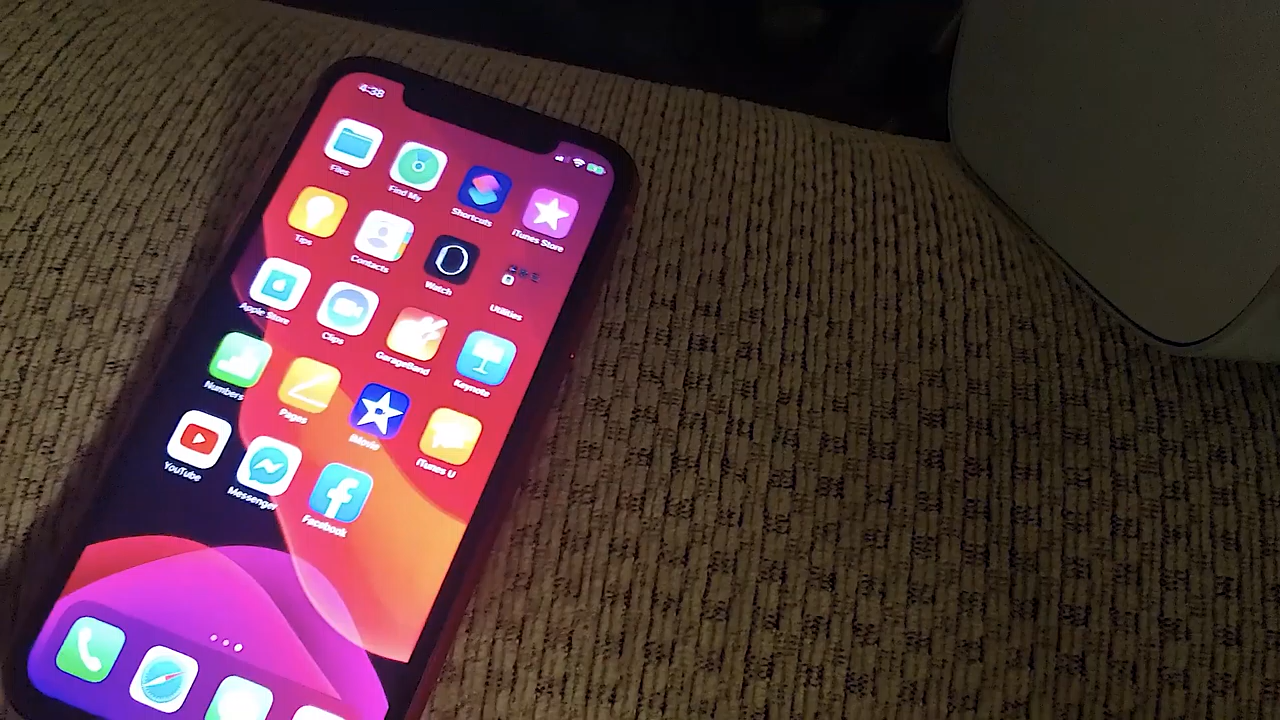 4:38
Files
Find My
Shortcuts
iTunes Store
Tips
Contacts
Watch
Utilities
Apple Store
Clips
GarageBand
Keynote
Numbers
Pages
iMovie
iTunes U
YouTube
Messenger
Facebook